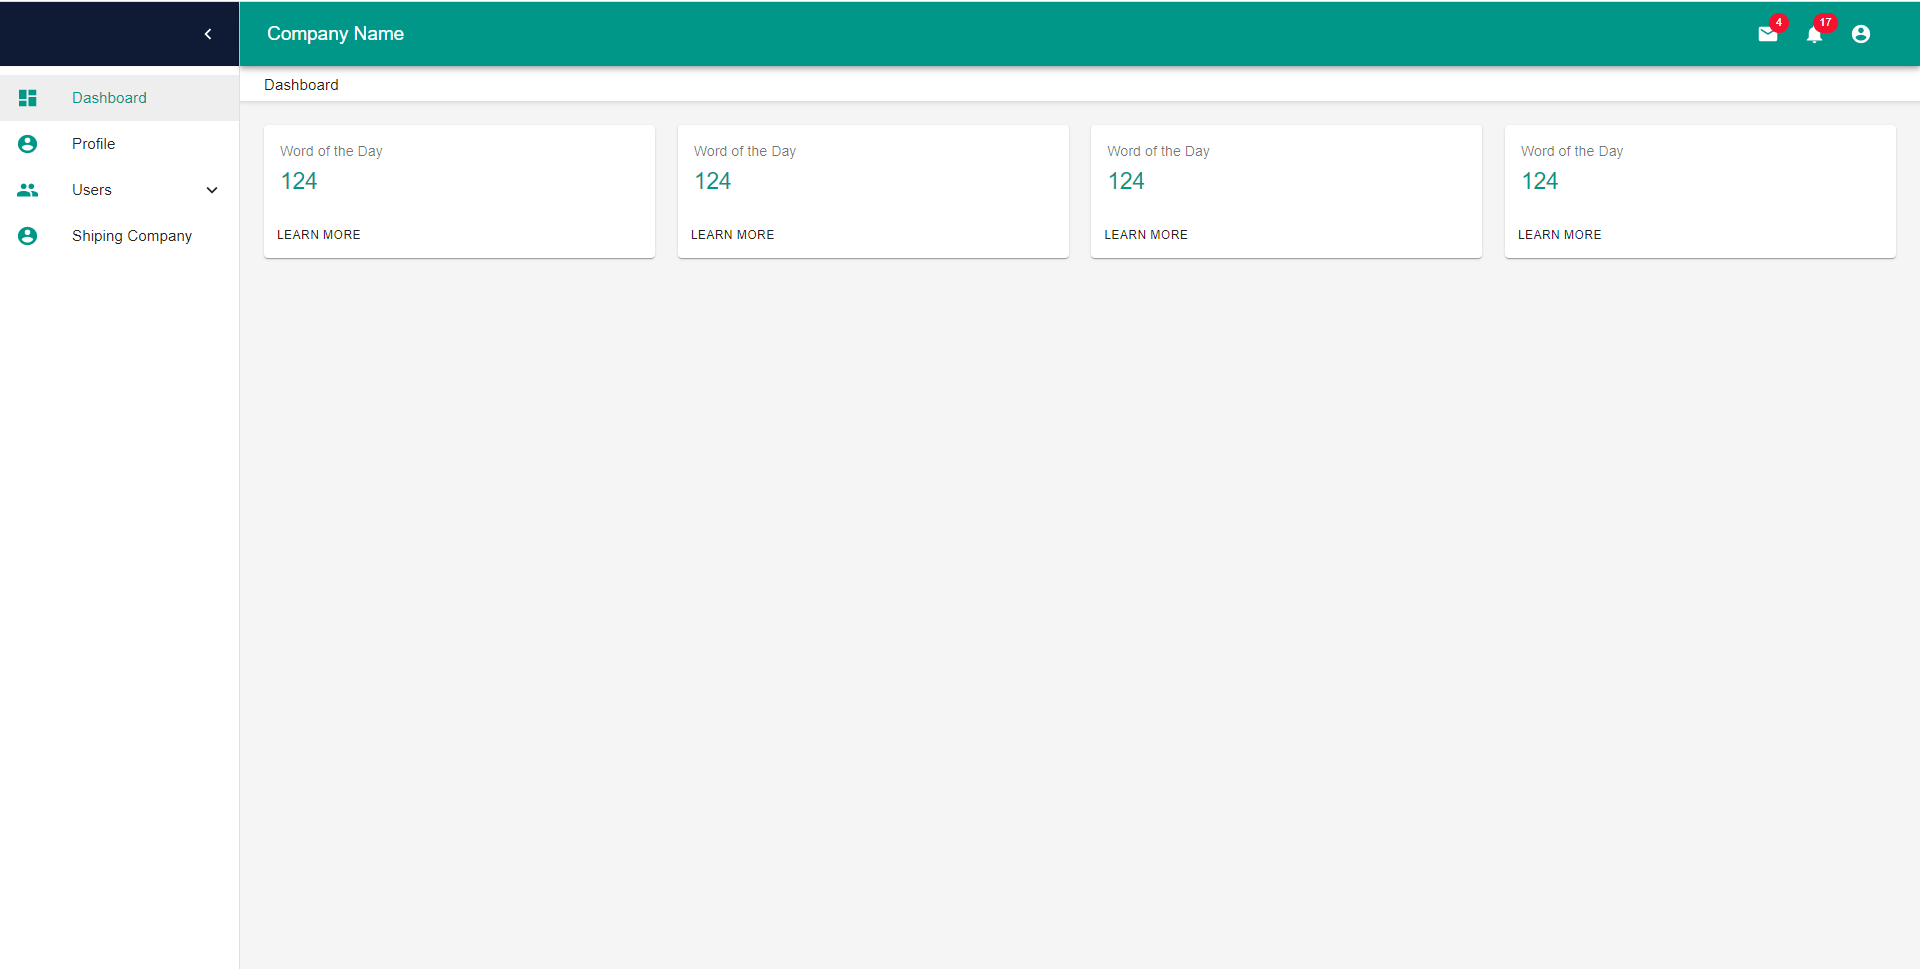 Company Name
4
17
Dashboard
Profile
Users
Shiping Company
Dashboard
Word of the Day
124
LEARN MORE
Word of the Day
124
LEARN MORE
Word of the Day
124
LEARN MORE
Word of the Day
124
LEARN MORE